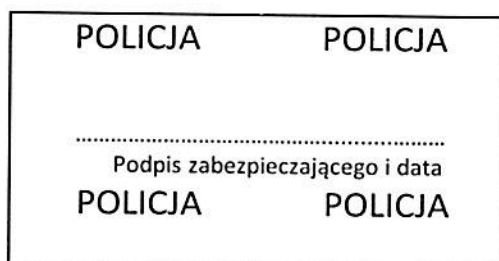 POLICJA POLICJA
........................................................
Podpis zabezpieczającego i data
POLICJA POLICJA